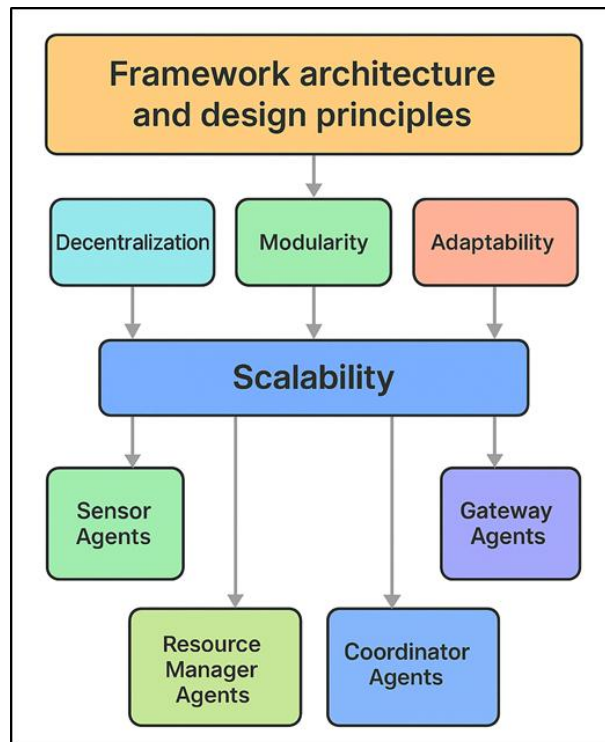 Framework architecture
and design principles
Decentralization
Modularity
Adaptability
Scalability
Sensor
Agents
Gateway
Agents
Resource
Manager
Agents
Coordinator
Agents